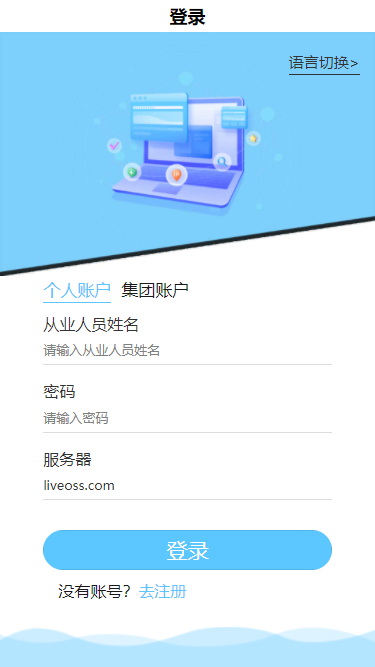 登录
语言切换>
个人账户 集团账户
从业人员姓名
请输入从业人员姓名
密码
请输入密码
服务器
liveoss.com
登录
没有账号？去注册